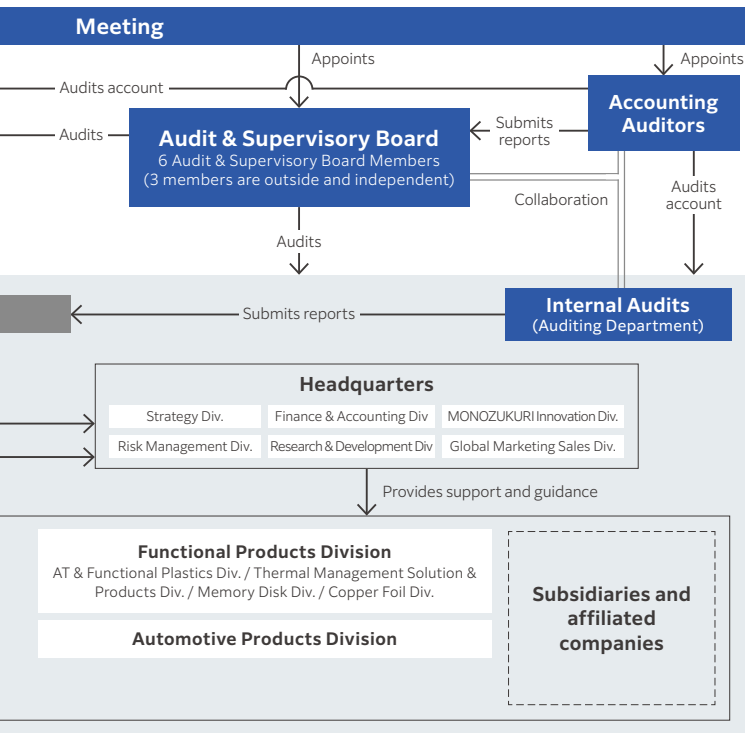 Meeting
Appoints
Appoints
Audits account
Accounting
Auditors
Audits
Audit & Supervisory Board
6 Audit & Supervisory Board Members
(3 members are outside and independent)
Submits
reports
Collaboration
Audits
account
Audits
Submits reports
Internal Audits
(Auditing Department)
Headquarters
Strategy Div.
Finance & Accounting Div
MONOZUKURI Innovation Div.
Risk Management Div.
Research & Development Div
Global Marketing Sales Div.
Provides support and guidance
Functional Products Division
AT & Functional Plastics Div. / Thermal Management Solution &
Products Div. / Memory Disk Div. / Copper Foil Div.
Automotive Products Division
Subsidiaries and
affiliated
companies